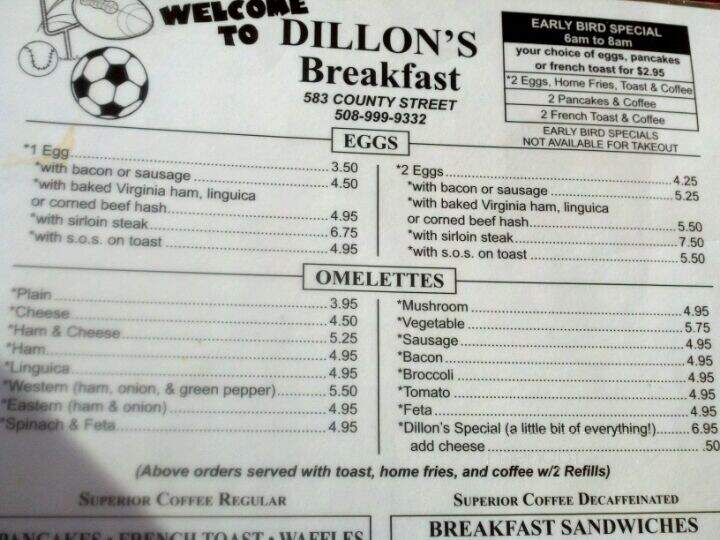 WELCOME
TO DILLON'S
Breakfast
583 COUNTY STREET
508-999-9332
EARLY BIRD SPECIAL
6am to 8am
your choice of eggs, pancakes
or french toast for $2.95
*2 Eggs, Home Fries, Toast & Coffee
2 Pancakes & Coffee
2 French Toast & Coffee
EARLY BIRD SPECIALS
NOT AVAILABLE FOR TAKEOUT
EGGS
*1 Egg 3.50
*with bacon or sausage 4.50
*with baked Virginia ham, linguica
or corned beef hash 4.95
*with sirloin steak 6.75
*with s.o.s. on toast 4.95
*2 Eggs 4.25
*with bacon or sausage 5.25
*with baked Virginia ham, linguica
or corned beef hash 5.50
*with sirloin steak 7.50
*with s.o.s. on toast 5.50
OMELETTES
*Plain 3.95
*Cheese 4.50
*Ham & Cheese 5.25
*Ham 4.95
*Linguica 4.95
*Western (ham, onion, & green pepper) 5.50
*Eastern (ham & onion) 4.95
*Spinach & Feta 4.95
*Mushroom 4.95
*Vegetable 5.75
*Sausage 4.95
*Bacon 4.95
*Broccoli 4.95
*Tomato 4.95
*Feta 4.95
*Dillon's Special (a little bit of everything!) 6.95
add cheese .50
(Above orders served with toast, home fries, and coffee w/2 Refills)
SUPERIOR COFFEE REGULAR
SUPERIOR COFFEE DECAFFEINATED
PANCAKES • FRENCH TOAST • WAFFLES
BREAKFAST SANDWICHES